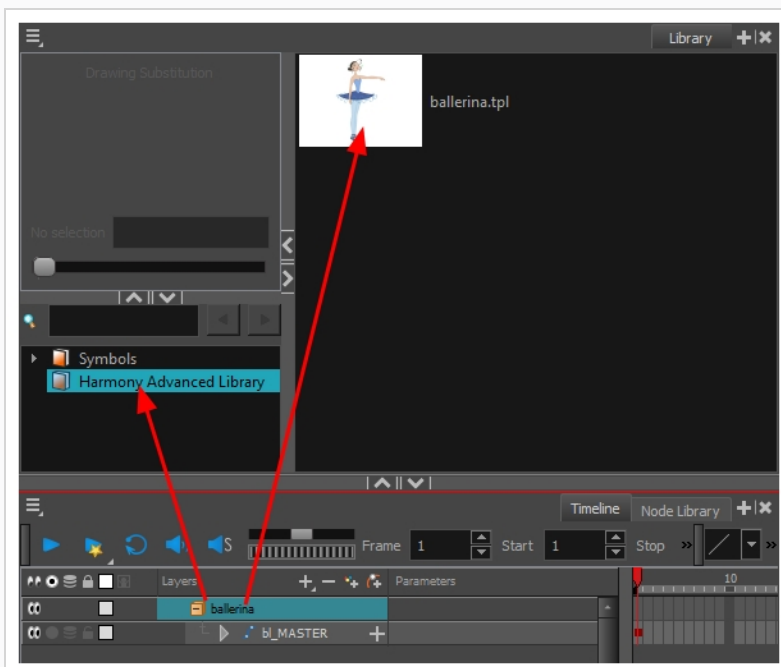 Library
Drawing Substitution
ballerina.tpl
No selection
Symbols
Harmony Advanced Library
Timeline
Node Library
S
Frame
1
Start
1
Stop
Layers
Parameters
10
ballerina
bl_MASTER